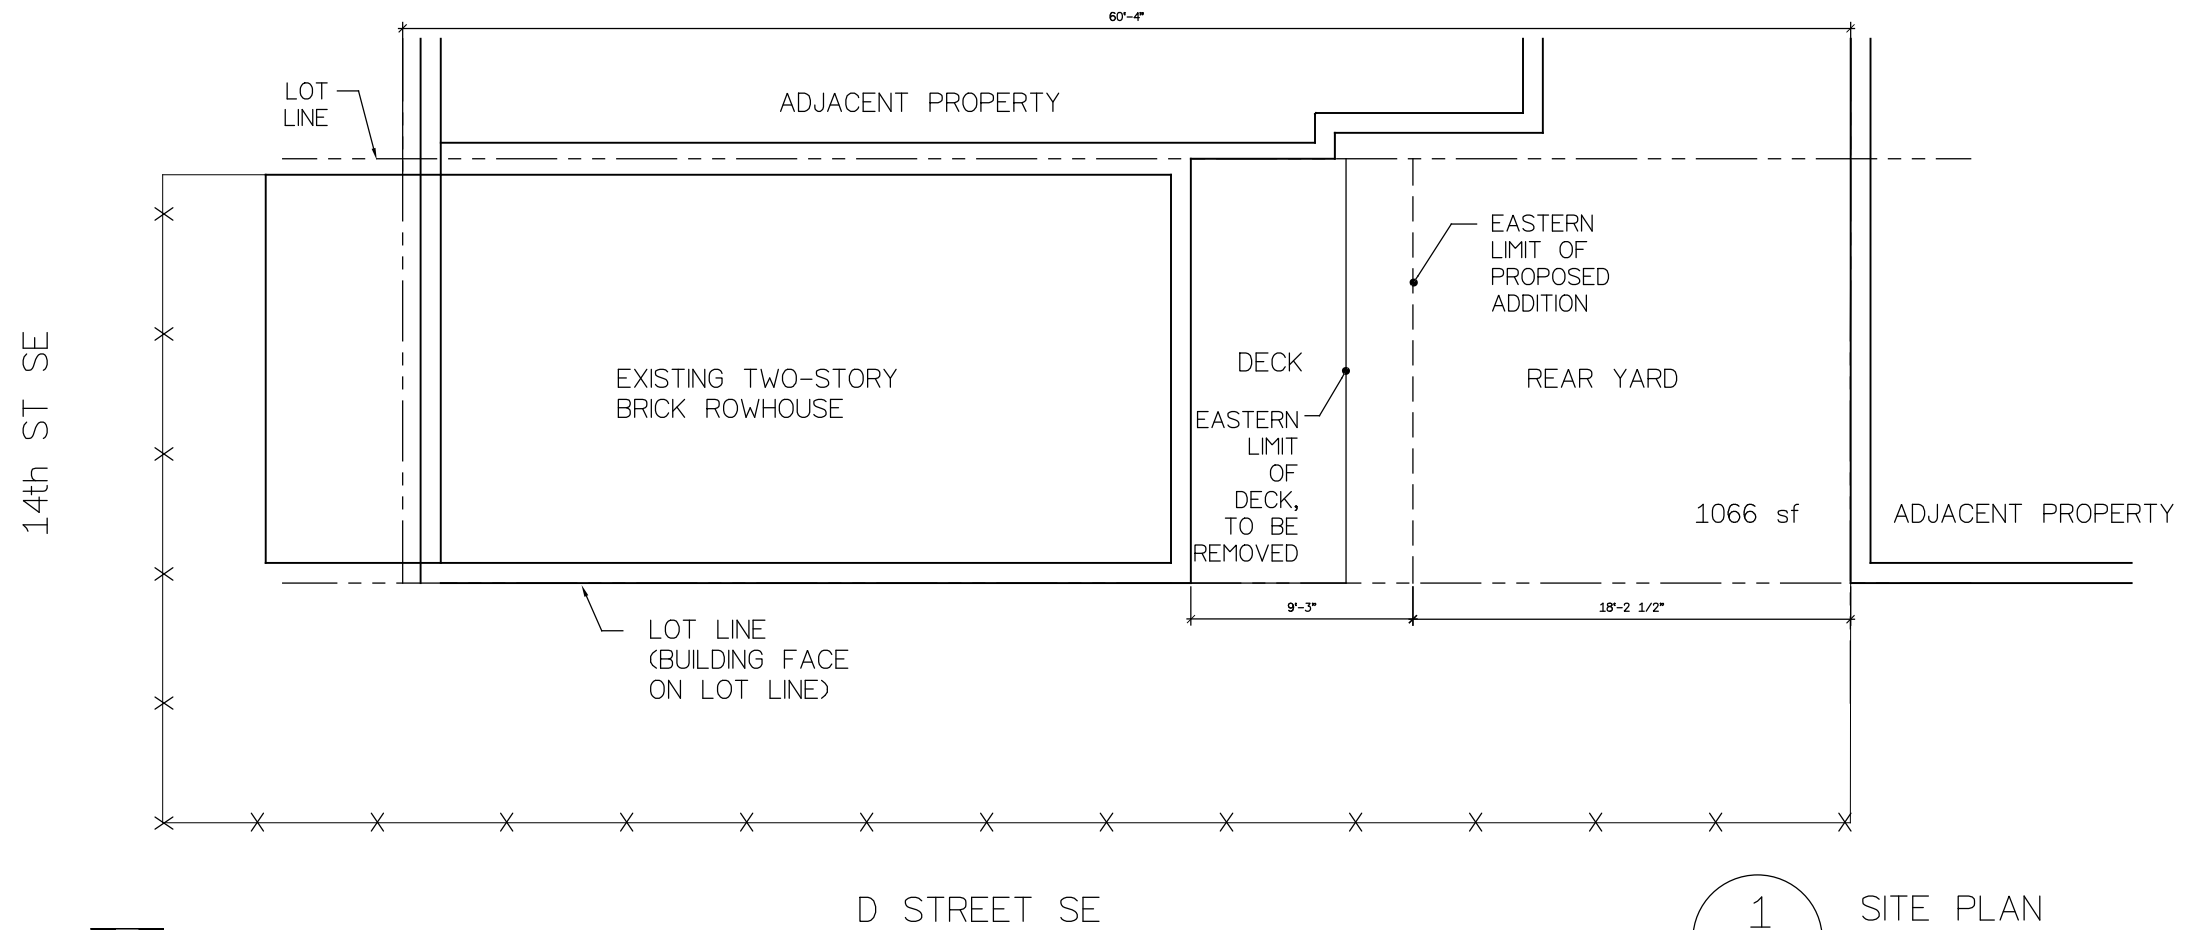 60'-4"
LOT
LINE
ADJACENT PROPERTY
EASTERN
LIMIT OF
PROPOSED
ADDITION
14th ST SE
EXISTING TWO-STORY
BRICK ROWHOUSE
DECK
REAR YARD
EASTERN
LIMIT
OF
DECK,
TO BE
REMOVED
1066 sf
ADJACENT PROPERTY
9'-3"
18'-2 1/2"
LOT LINE
(BUILDING FACE
ON LOT LINE)
D STREET SE
1
SITE PLAN